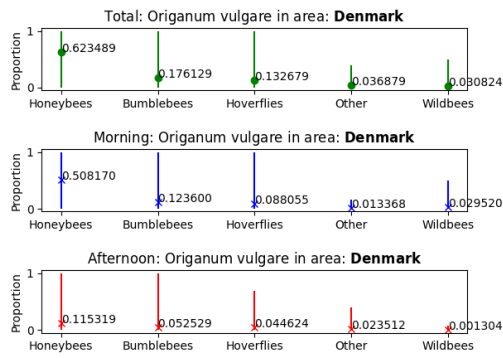 Total: Origanum vulgare in area: Denmark
Proportion
1
0
0.623489
0.176129
0.132679
0.036879
0.030824
Honeybees Bumblebees Hoverflies Other Wildbees
Morning: Origanum vulgare in area: Denmark
Proportion
1
0
0.508170
0.123600
0.088055
0.013368
0.029520
Honeybees Bumblebees Hoverflies Other Wildbees
Afternoon: Origanum vulgare in area: Denmark
Proportion
1
0
0.115319
0.052529
0.044624
0.023512
0.001304
Honeybees Bumblebees Hoverflies Other Wildbees